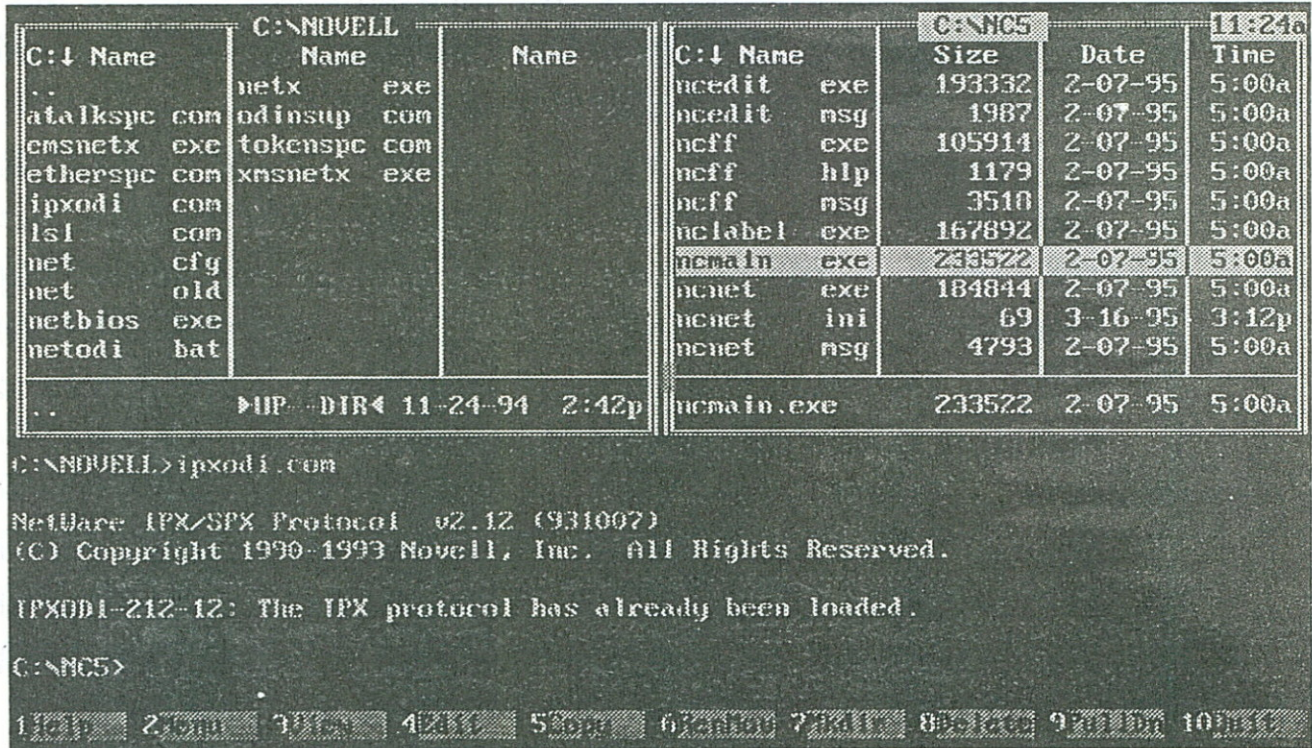 C:\NOVELL
C:\NC5 11:24a
C:↓ Name Name Name
C:↓ Name Size Date Time
..
atalkspc com
emsnetx exe
etherspc com
ipxodi com
lsl com
net cfg
net old
netbios exe
netodi bat
netx exe
odinsup com
tokenspc com
xmsnetx exe
.. ►UP--DIR◄ 11-24-94 2:42p
ncedit exe 193332 2-07-95 5:00a
ncedit msg 1987 2-07-95 5:00a
ncff exe 105914 2-07-95 5:00a
ncff hlp 1179 2-07-95 5:00a
ncff msg 3510 2-07-95 5:00a
nclabel exe 167892 2-07-95 5:00a
ncmain exe 233522 2-07-95 5:00a
ncnet exe 184844 2-07-95 5:00a
ncnet ini 69 3-16-95 3:12p
ncnet msg 4793 2-07-95 5:00a
ncmain.exe 233522 2-07-95 5:00a
C:\NOVELL>ipxodi.com
NetWare IPX/SPX Protocol v2.12 (931007)
(C) Copyright 1990-1993 Novell, Inc. All Rights Reserved.
IPXODI-212-12: The IPX protocol has already been loaded.
C:\NC5>
1Help 2Menu 3View 4Edit 5Copy 6RenMov 7Mkdir 8Delete 9PullDn 10Quit